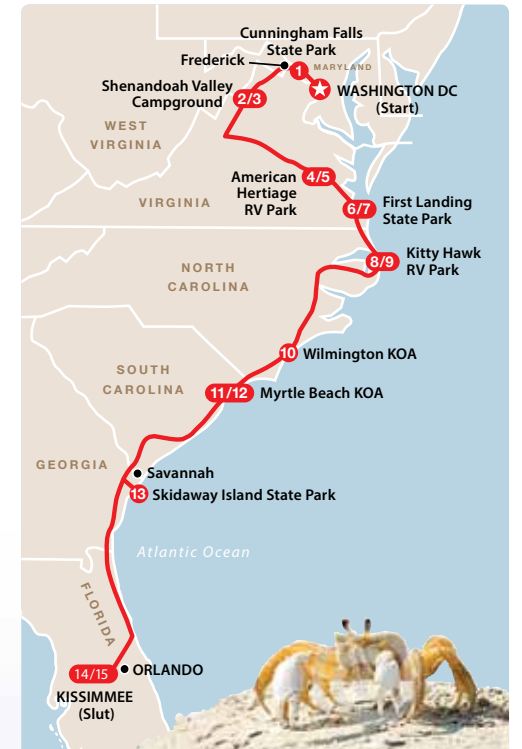 Cunningham Falls
State Park
Frederick
1
MARYLAND
WASHINGTON DC
(Start)
Shenandoah Valley
Campground
2/3
WEST
VIRGINIA
American
Hertiage
RV Park
4/5
VIRGINIA
6/7
First Landing
State Park
8/9
Kitty Hawk
RV Park
NORTH
CAROLINA
10
Wilmington KOA
SOUTH
CAROLINA
11/12
Myrtle Beach KOA
GEORGIA
Savannah
13
Skidaway Island State Park
Atlantic Ocean
FLORIDA
14/15
ORLANDO
KISSIMMEE
(Slut)